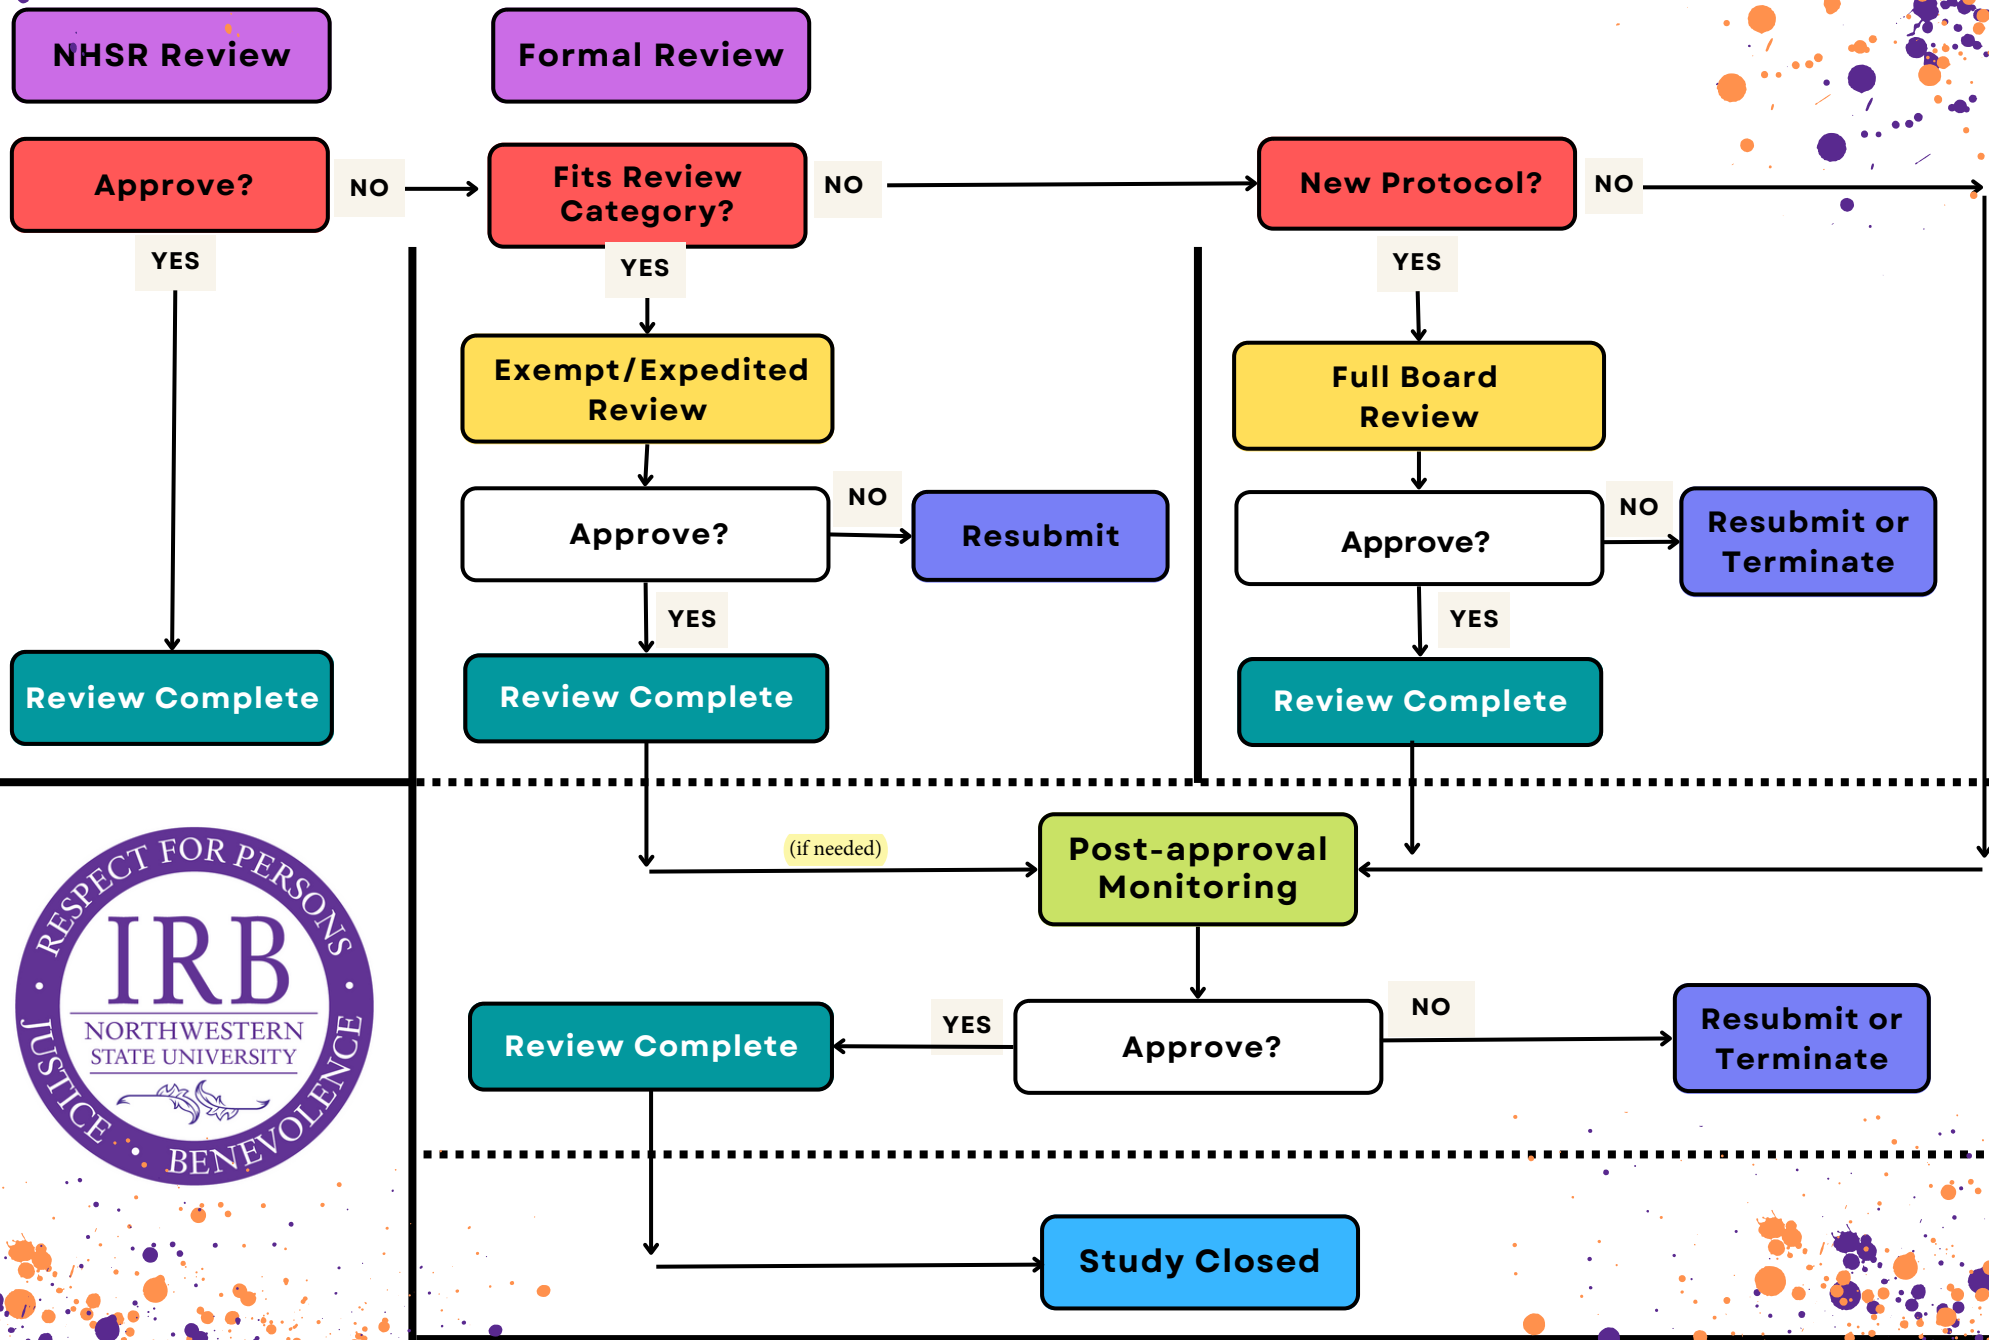 NHSR Review
Formal Review
Approve?
NO
Fits Review
Category?
NO
New Protocol?
NO
YES
YES
YES
Exempt/Expedited
Review
Full Board
Review
Approve?
NO
Resubmit
Approve?
NO
Resubmit or
Terminate
YES
YES
Review Complete
Review Complete
Review Complete
(if needed)
Post-approval
Monitoring
RESPECT FOR PERSONS
IRB
NORTHWESTERN
STATE UNIVERSITY
JUSTICE
BENEVOLENCE
Review Complete
YES
Approve?
NO
Resubmit or
Terminate
Study Closed